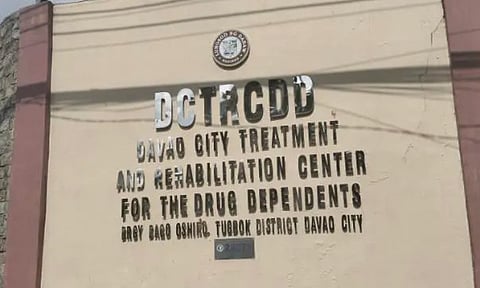 DCTRCDD
DAVAO CITY TREATMENT
AND REHABILITATION CENTER
FOR THE DRUG DEPENDENTS
BRGY BAGO OSHIRO, TUGBOK DISTRICT DAVAO CITY